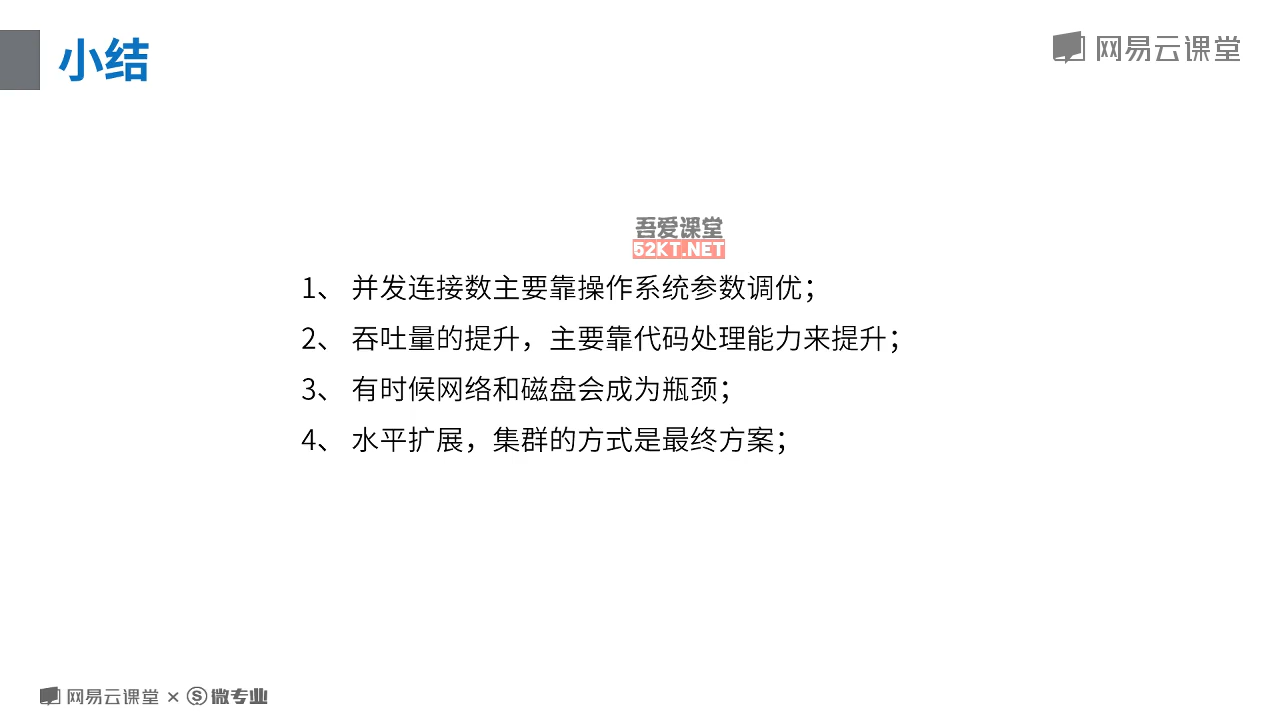 小结
网易云课堂
吾爱课堂
52KT.NET
1、 并发连接数主要靠操作系统参数调优；
2、 吞吐量的提升，主要靠代码处理能力来提升；
3、 有时候网络和磁盘会成为瓶颈；
4、 水平扩展，集群的方式是最终方案；
网易云课堂 × S 微专业